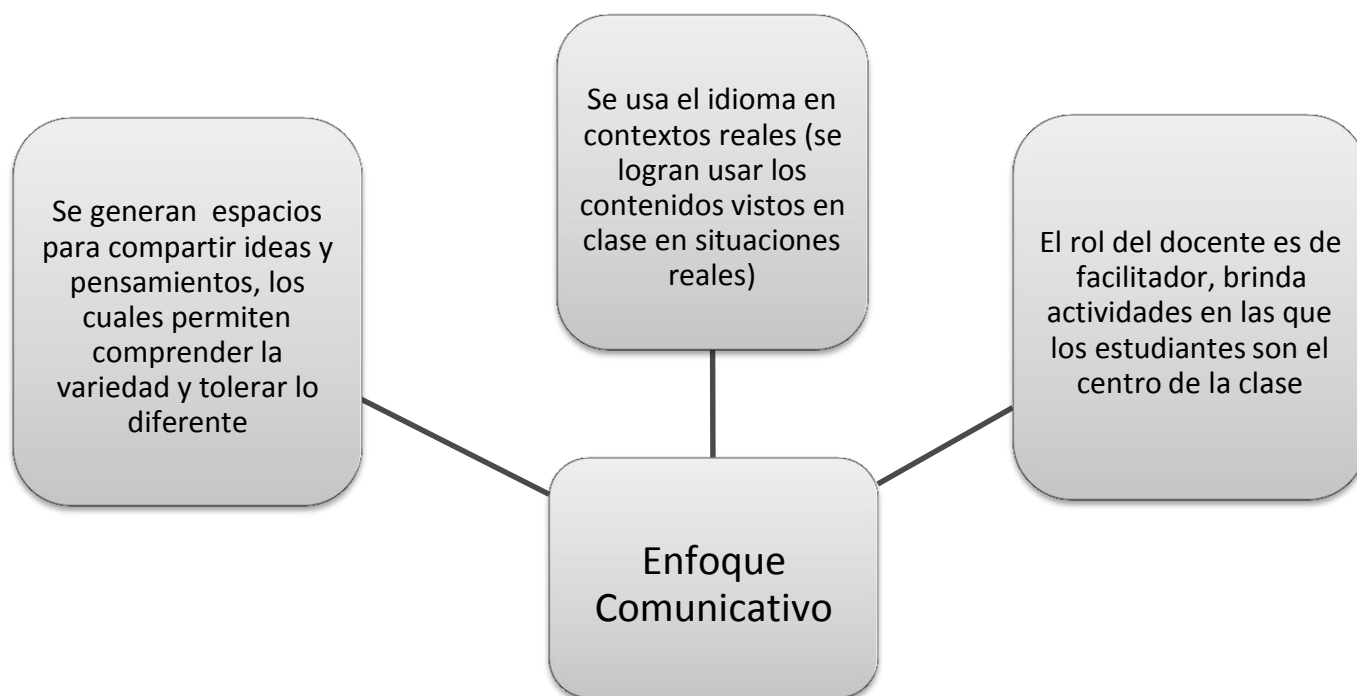 Se generan espacios
para compartir ideas y
pensamientos, los
cuales permiten
comprender la
variedad y tolerar lo
diferente
Se usa el idioma en
contextos reales (se
logran usar los
contenidos vistos en
clase en situaciones
reales)
El rol del docente es de
facilitador, brinda
actividades en las que
los estudiantes son el
centro de la clase
Enfoque
Comunicativo